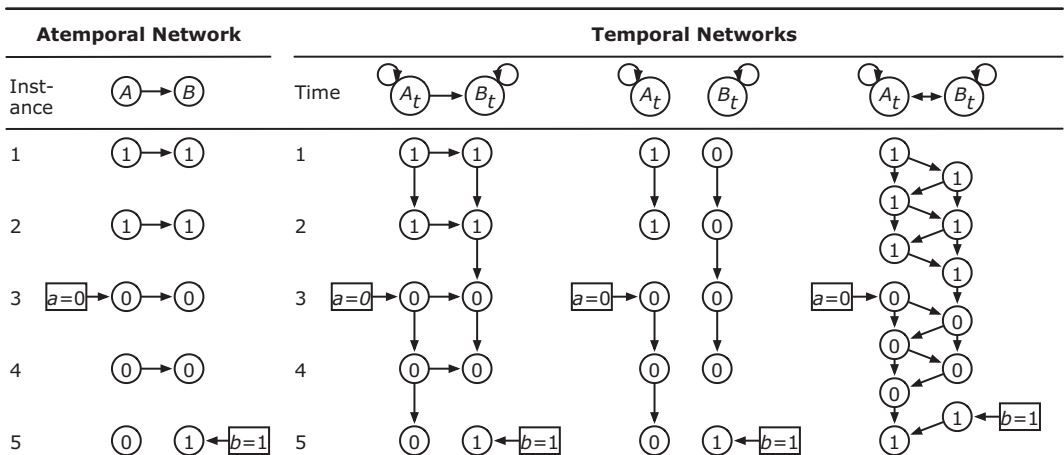 Atemporal Network Temporal Networks
Inst-
ance A B Time A_t B_t A_t B_t A_t B_t
1 1 1 1 1 1 1 0 1
1
2 1 1 2 1 1 1 0 1 1
1
1
3 a=0 0 0 3 a=0 0 0 a=0 0 0 a=0 0
0
0
4 0 0 4 0 0 0 0 0
0
1 b=1
5 0 1 b=1 5 0 1 b=1 0 1 b=1 1